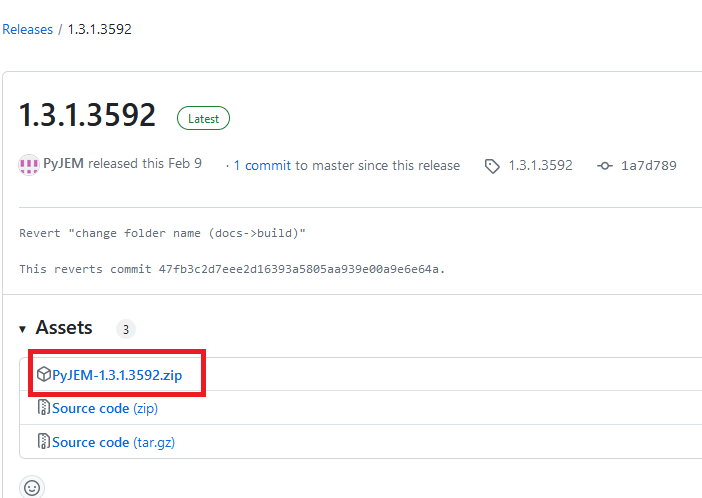 Releases / 1.3.1.3592
1.3.1.3592 Latest
PyJEM released this Feb 9 · 1 commit to master since this release 1.3.1.3592 1a7d789
Revert "change folder name (docs->build)"
This reverts commit 47fb3c2d7eee2d16393a5805aa939e00a9e6e64a.
Assets 3
PyJEM-1.3.1.3592.zip
Source code (zip)
Source code (tar.gz)